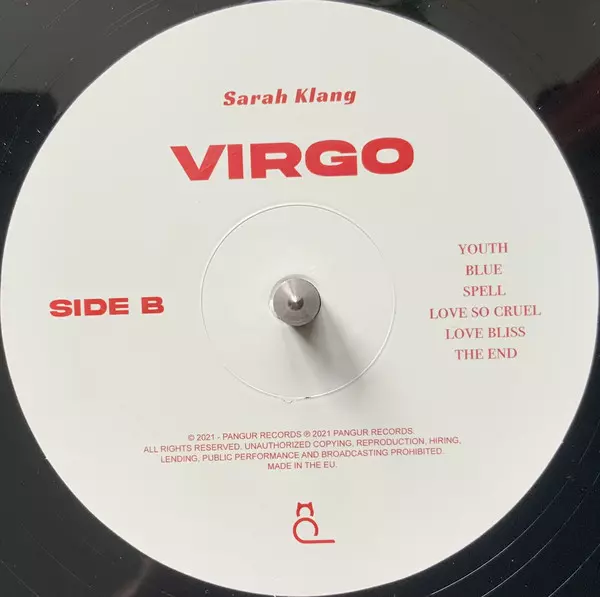 Sarah Klang
VIRGO
SIDE B
YOUTH
BLUE
SPELL
LOVE SO CRUEL
LOVE BLISS
THE END
© 2021 - PANGUR RECORDS ℗ 2021 PANGUR RECORDS.
ALL RIGHTS RESERVED. UNAUTHORIZED COPYING, REPRODUCTION, HIRING,
LENDING, PUBLIC PERFORMANCE AND BROADCASTING PROHIBITED.
MADE IN THE EU.